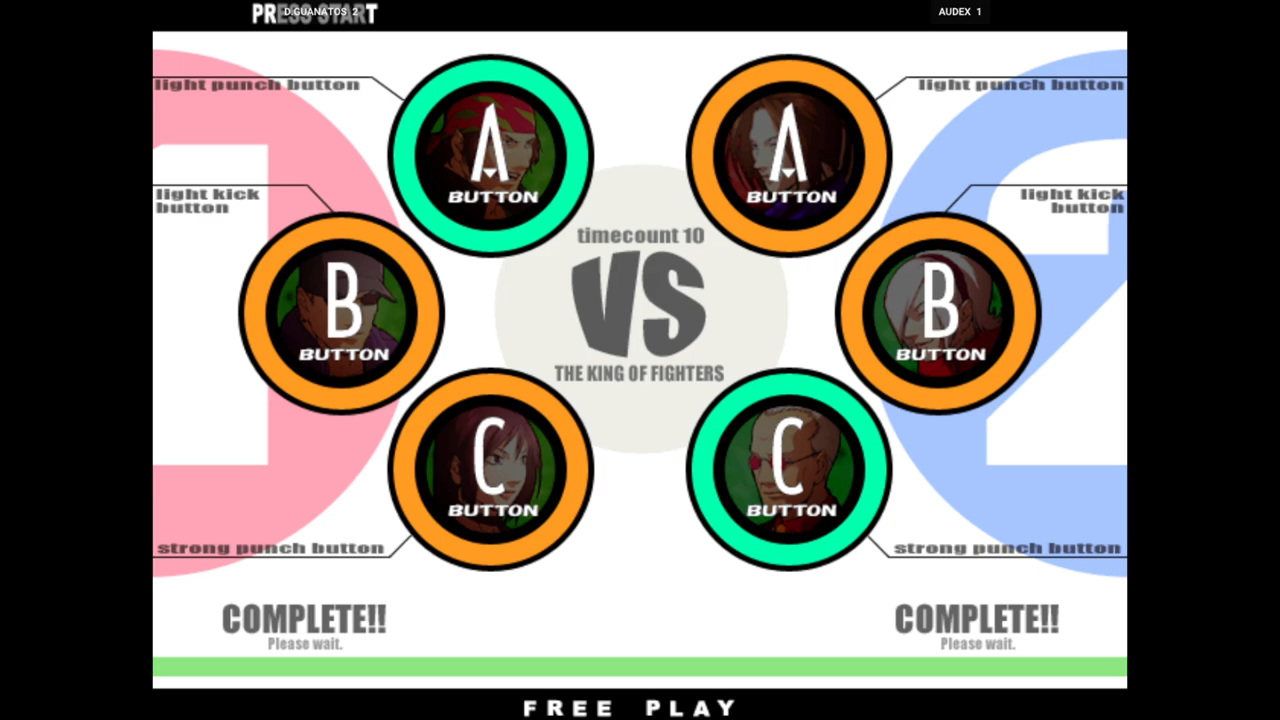 PRESS START
D.GUANATOS 2
AUDEX 1
light punch button
light punch button
A
BUTTON
A
BUTTON
light kick
button
light kick
button
B
BUTTON
B
BUTTON
timecount 10
VS
THE KING OF FIGHTERS
1
2
C
BUTTON
C
BUTTON
strong punch button
strong punch button
COMPLETE!!
Please wait.
COMPLETE!!
Please wait.
FREE PLAY